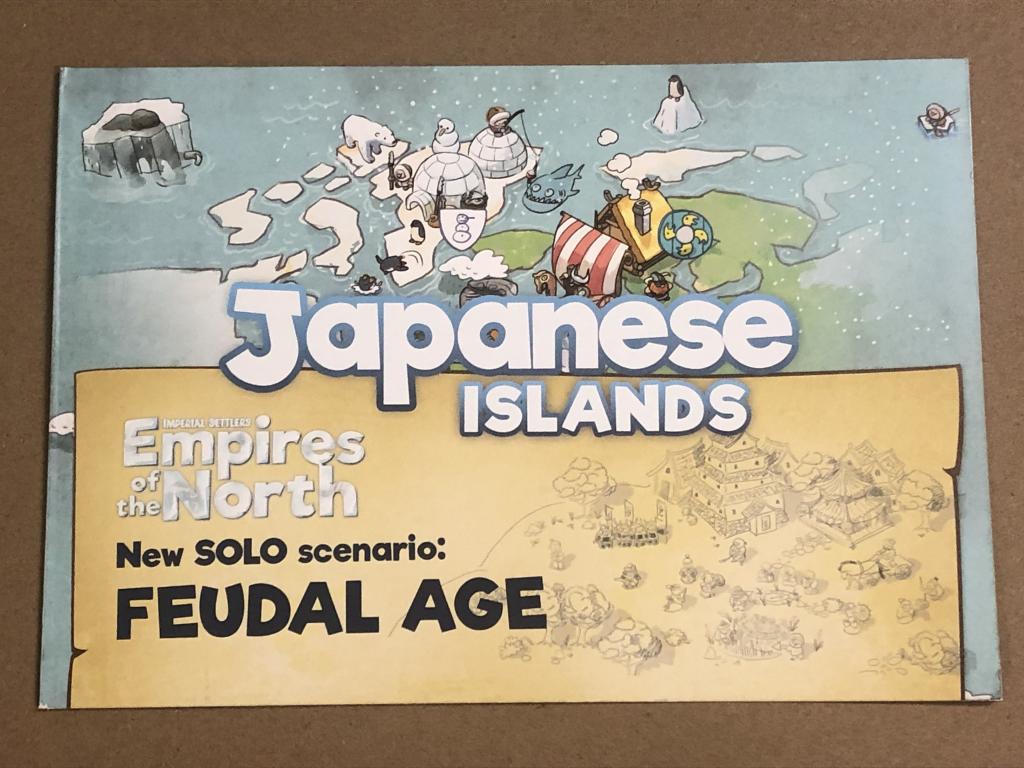 Japanese
ISLANDS
IMPERIAL SETTLERS
Empires
of
the North
New SOLO scenario:
FEUDAL AGE